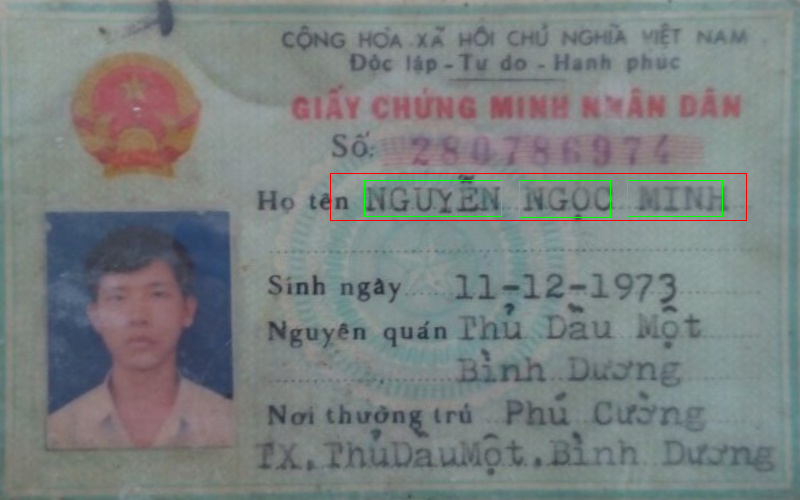 CỘNG HÒA XÃ HỘI CHỦ NGHĨA VIỆT NAM
Độc lập - Tự do - Hạnh phúc
GIẤY CHỨNG MINH NHÂN DÂN
Số: 280786974
Họ tên NGUYỄN NGỌC MINH
Sinh ngày 11-12-1973
Nguyên quán Thủ Dầu Một
Bình Dương
Nơi thường trú Phú Cường
TX.ThủDầuMột.Bình Dương